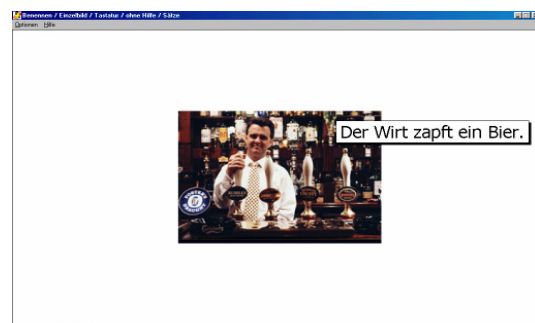 Benennen / Einzelbild / Tastatur / ohne Hilfe / Sätze
Optionen Hilfe
Der Wirt zapft ein Bier.